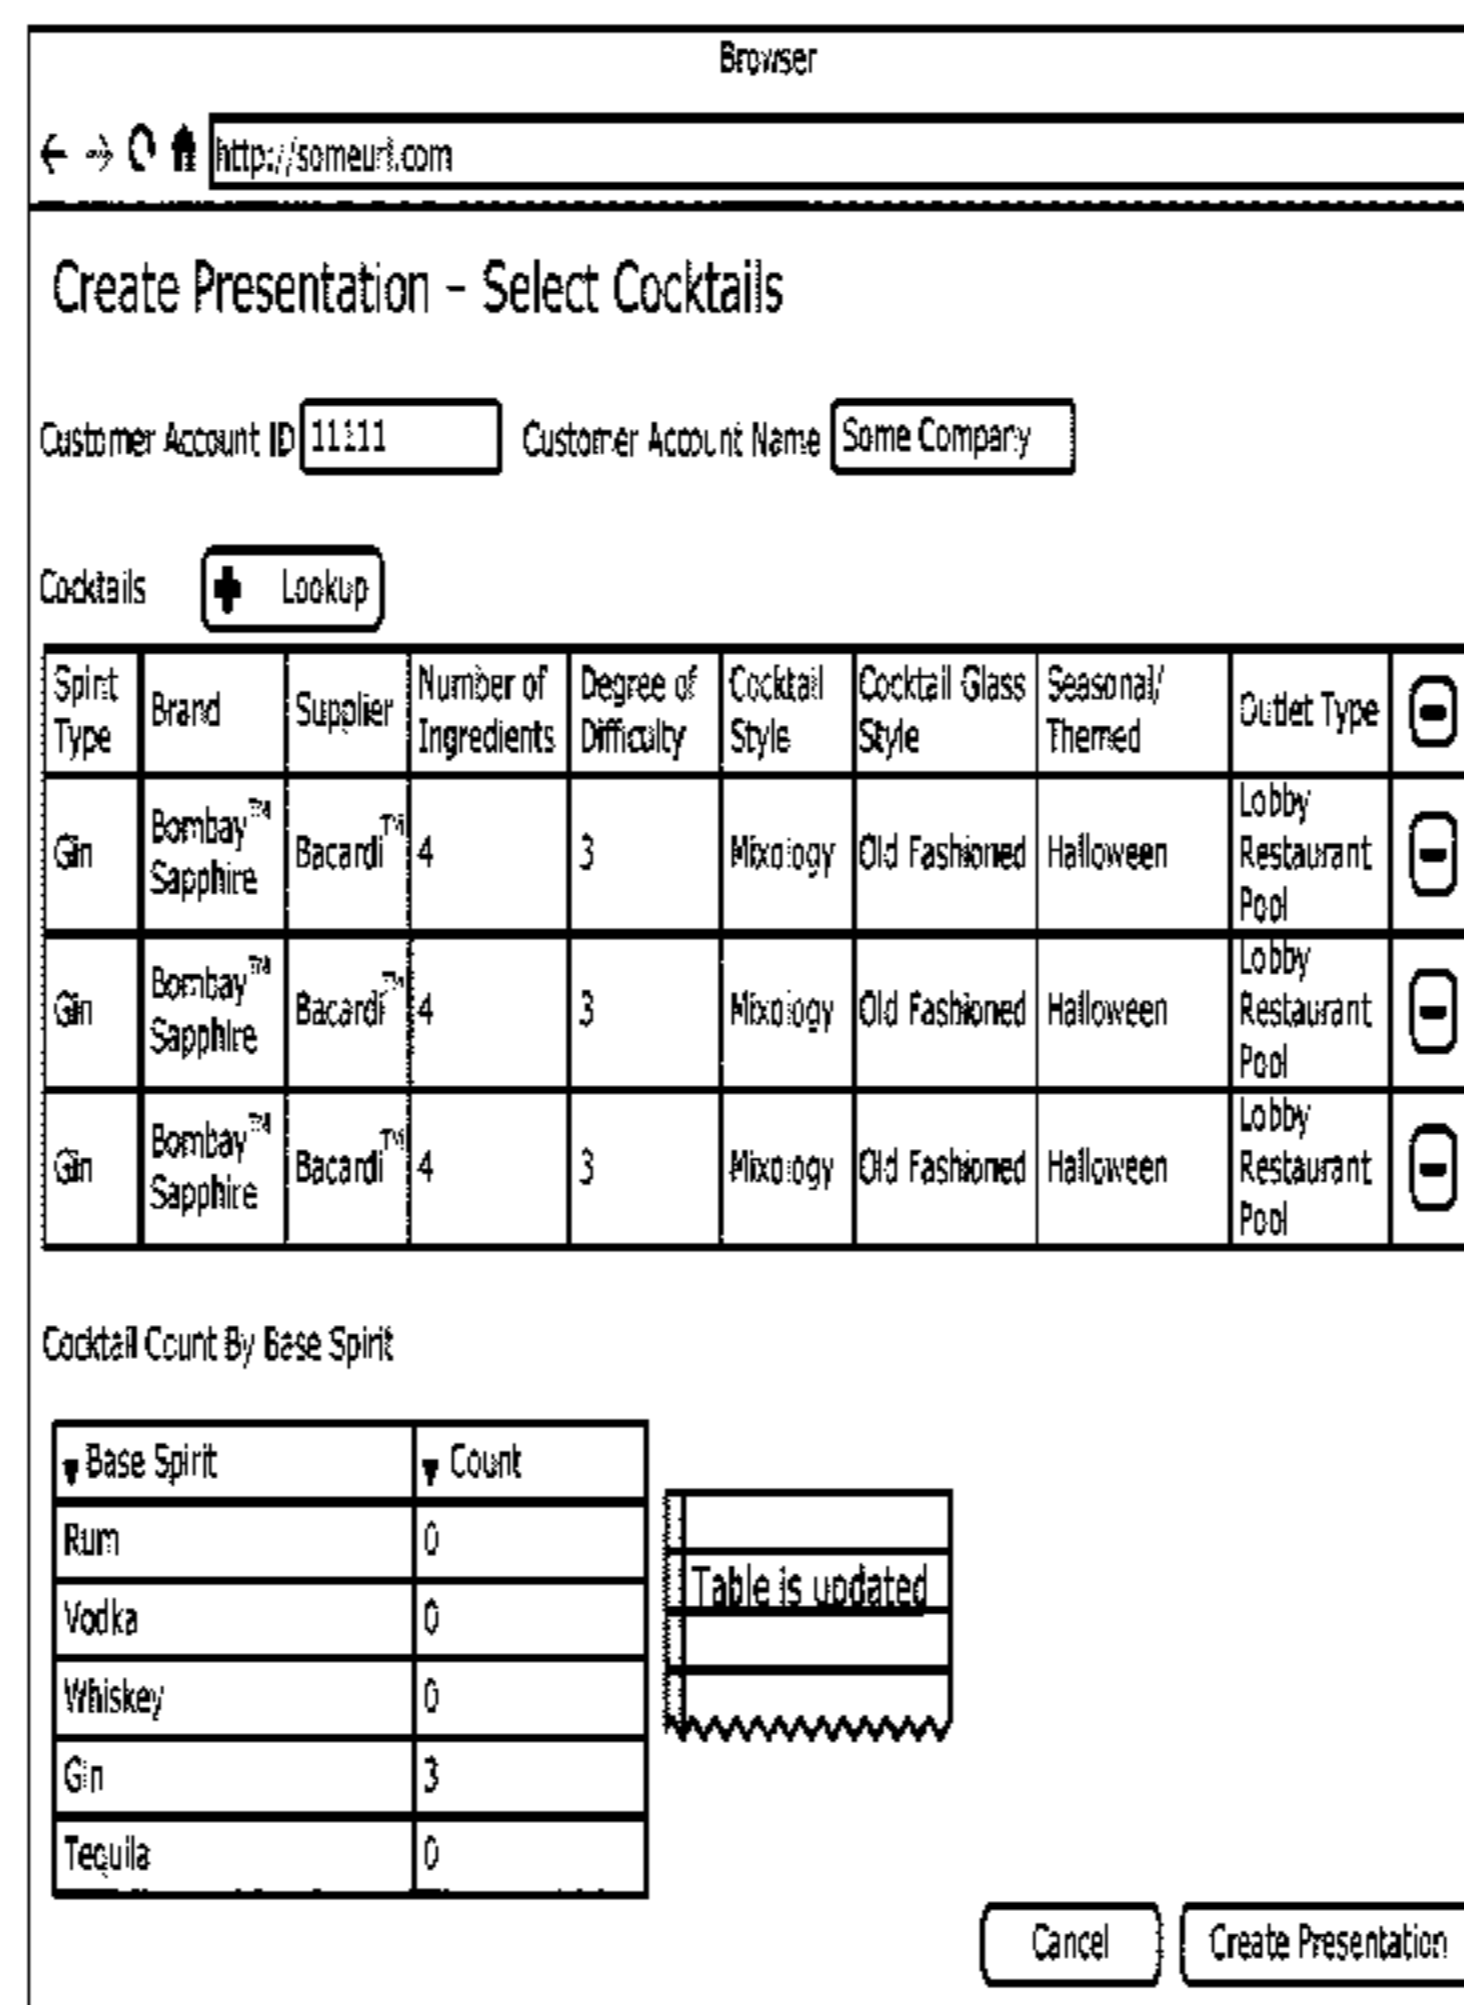 Browser
http://someurl.com
Create Presentation – Select Cocktails
Customer Account ID 11111 Customer Account Name Some Company
Cocktails Lookup
Spirit Type Brand Supplier Number of Ingredients Degree of Difficulty Cocktail Style Cocktail Glass Style Seasonal/ Themed Outlet Type
Gin Bombay™ Sapphire Bacardi™ 4 3 Mixology Old Fashioned Halloween Lobby Restaurant Pool
Gin Bombay™ Sapphire Bacardi™ 4 3 Mixology Old Fashioned Halloween Lobby Restaurant Pool
Gin Bombay™ Sapphire Bacardi™ 4 3 Mixology Old Fashioned Halloween Lobby Restaurant Pool
Cocktail Count By Base Spirit
Base Spirit Count
Rum 0
Table is updated
Vodka 0
Whiskey 0
Gin 3
Tequila 0
Cancel Create Presentation